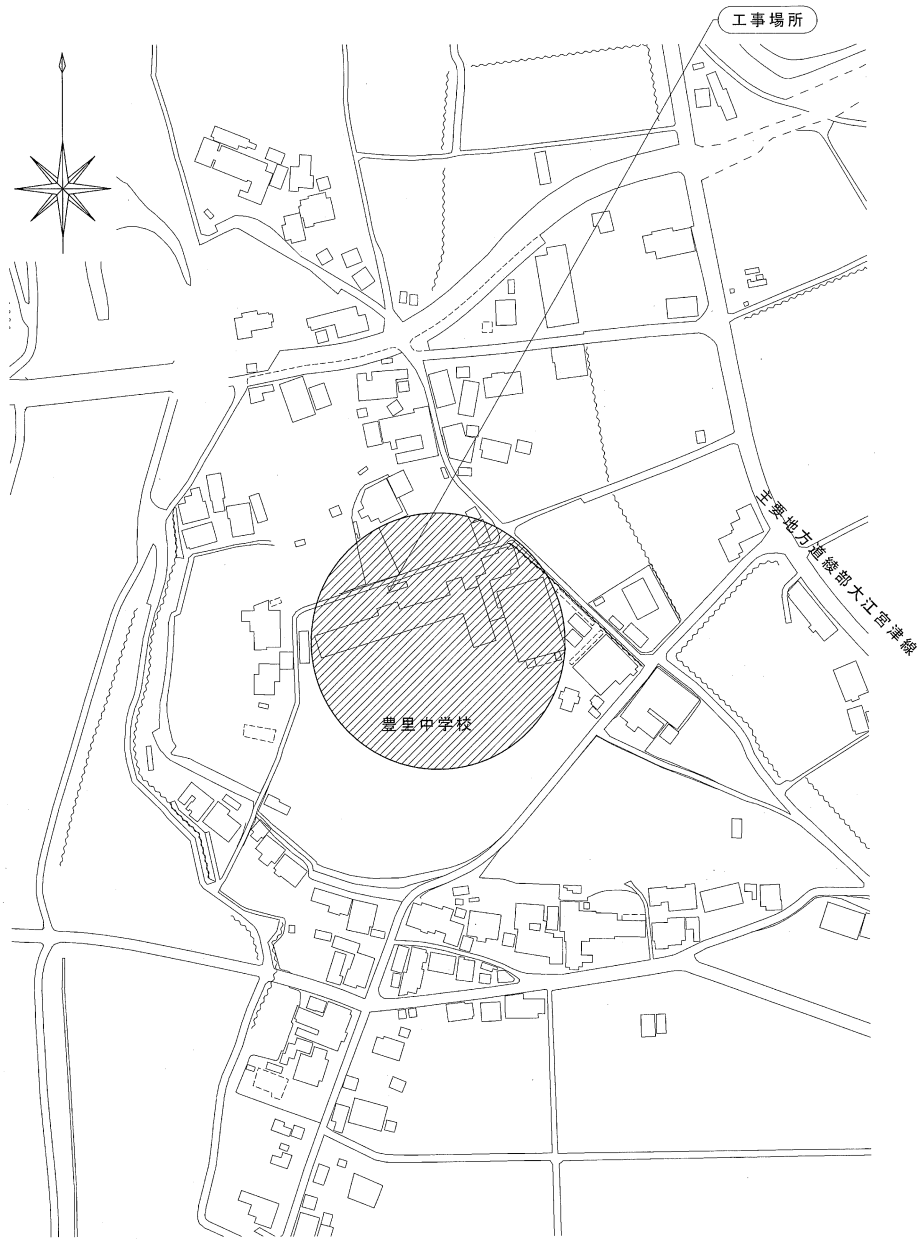 工事場所
主要地方道綾部大江宮津線
豊里中学校